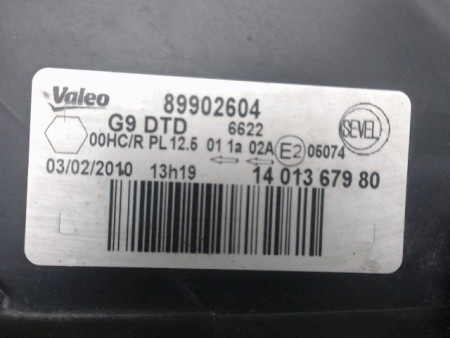 Valeo 89902604
G9 DTD 6622 SEVEL
00HC/R PL 12.5 01 1a 02A E2 05074
03/02/2010 13h19 14 013 679 80